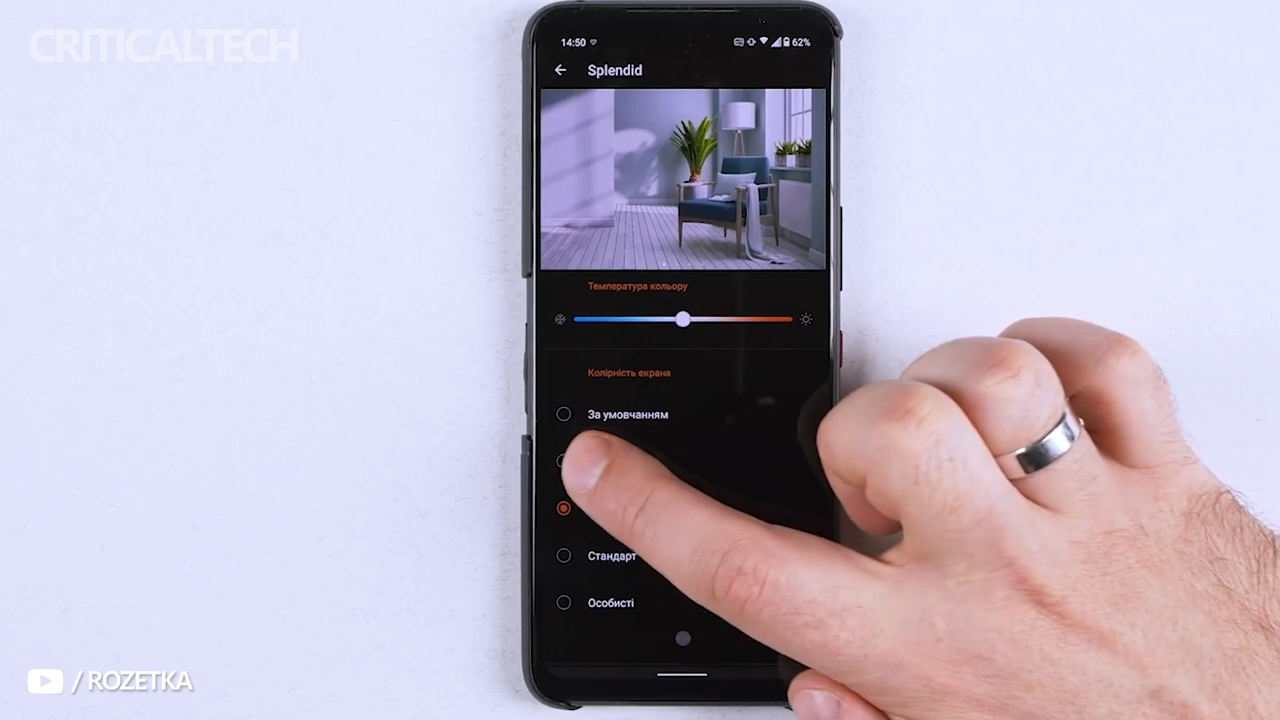 CRITICALTECH
14:50
62%
Splendid
Температура кольору
Колірність екрана
За умовчанням
Стандарт
Особисті
/ ROZETKA